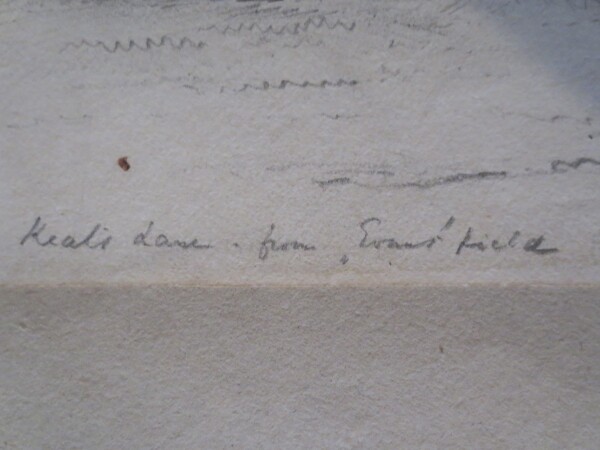 Keats Lane . from „Evans" field